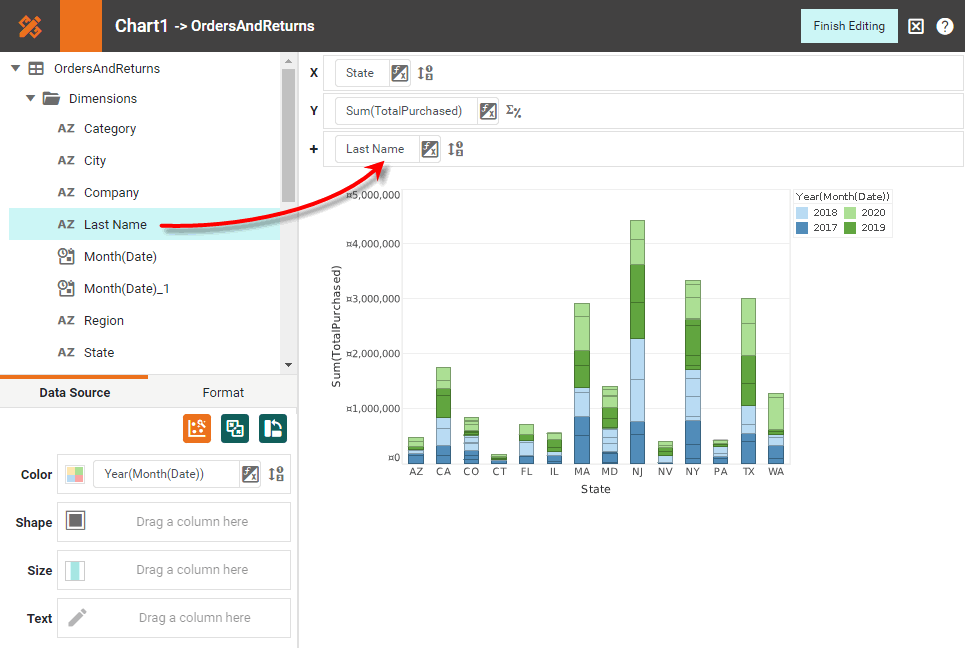 Chart1 -> OrdersAndReturns
Finish Editing
?
OrdersAndReturns
Dimensions
AZ Category
AZ City
AZ Company
AZ Last Name
Month(Date)
Month(Date)_1
AZ Region
AZ State
Data Source Format
Color Year(Month(Date))
Shape Drag a column here
Size Drag a column here
Text Drag a column here
X State
Y Sum(TotalPurchased) Σ%
+ Last Name
Sum(TotalPurchased)
¤5,000,000
¤4,000,000
¤3,000,000
¤2,000,000
¤1,000,000
¤0
AZ CA CO CT FL IL MA MD NJ NV NY PA TX WA
State
Year(Month(Date))
2018 2020
2017 2019